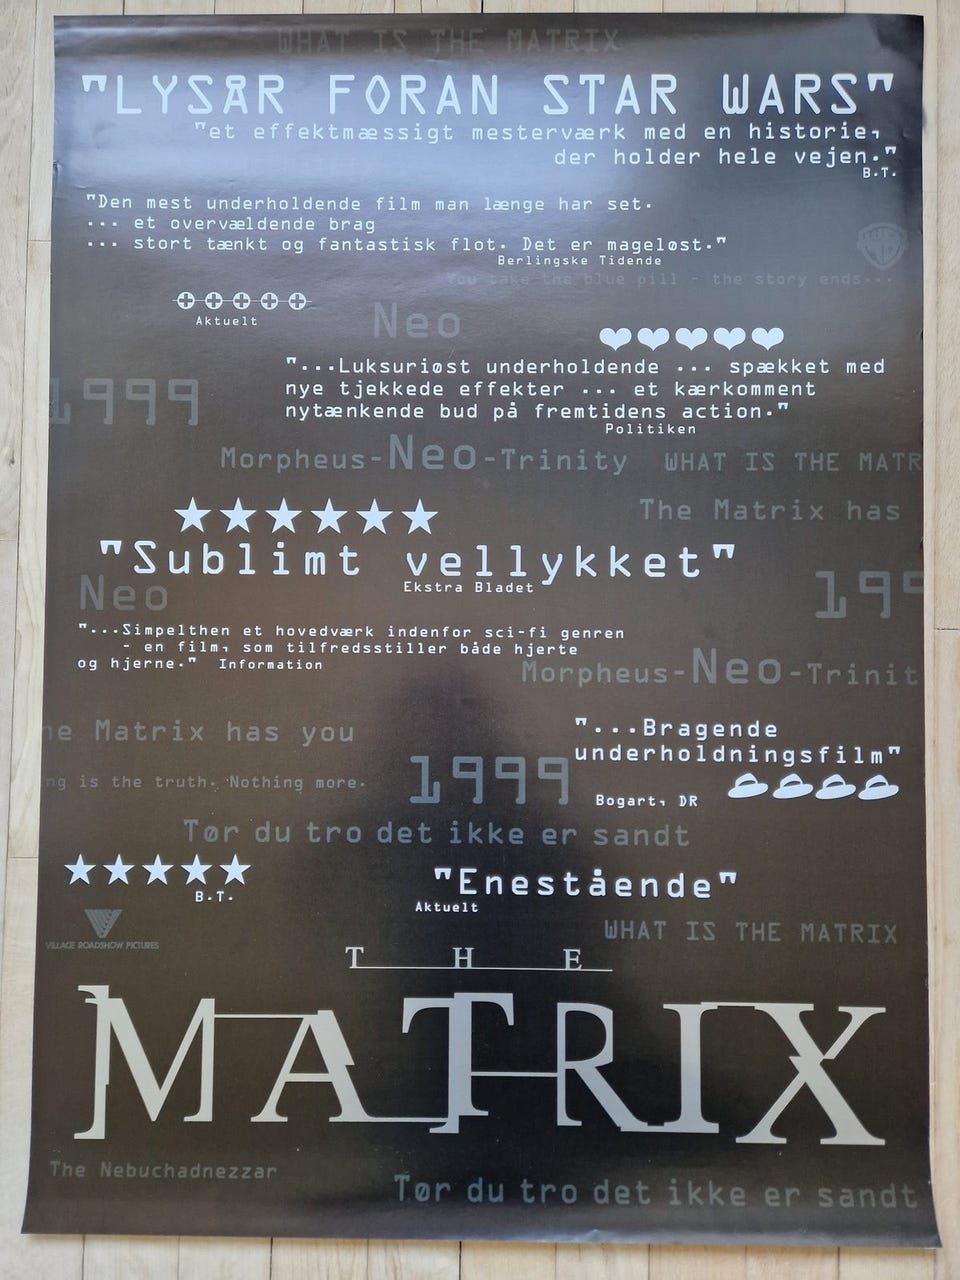 WHAT IS THE MATRIX
"LYSÅR FORAN STAR WARS"
"et effektmæssigt mesterværk med en historie,
der holder hele vejen."
B.T.
"Den mest underholdende film man længe har set.
... et overvældende brag
... stort tænkt og fantastisk flot. Det er mageløst."
Berlingske Tidende
You take the blue pill - the story ends...
Aktuelt
Neo
"...Luksuriøst underholdende ... spækket med
nye tjekkede effekter ... et kærkomment
nytænkende bud på fremtidens action."
Politiken
1999
Morpheus-Neo-Trinity WHAT IS THE MATR
The Matrix has
"Sublimt vellykket"
Ekstra Bladet
Neo
199
"...Simpelthen et hovedværk indenfor sci-fi genren
- en film, som tilfredsstiller både hjerte
og hjerne." Information
Morpheus-Neo-Trinit
he Matrix has you
"...Bragende
underholdningsfilm"
ng is the truth. Nothing more.
1999
Bogart, DR
Tør du tro det ikke er sandt
B.T.
"Enestående"
Aktuelt
VILLAGE ROADSHOW PICTURES
WHAT IS THE MATRIX
THE
MATRIX
The Nebuchadnezzar
Tør du tro det ikke er sandt